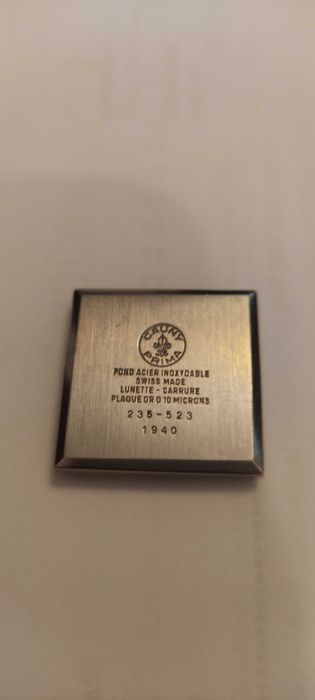 CAUNY
PRIMA
FOND ACIER INOXYDABLE
SWISS MADE
LUNETTE - CARRURE
PLAQUE OR G 10 MICRONS
235-523
1940